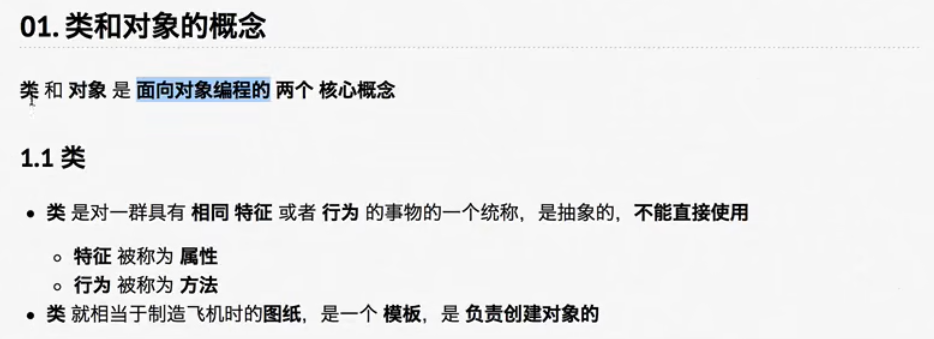 01. 类和对象的概念
类 和 对象 是 面向对象编程的 两个 核心概念
1.1 类
• 类 是对一群具有 相同 特征 或者 行为 的事物的一个统称，是抽象的，不能直接使用
◦ 特征 被称为 属性
◦ 行为 被称为 方法
• 类 就相当于制造飞机时的图纸，是一个 模板，是 负责创建对象的